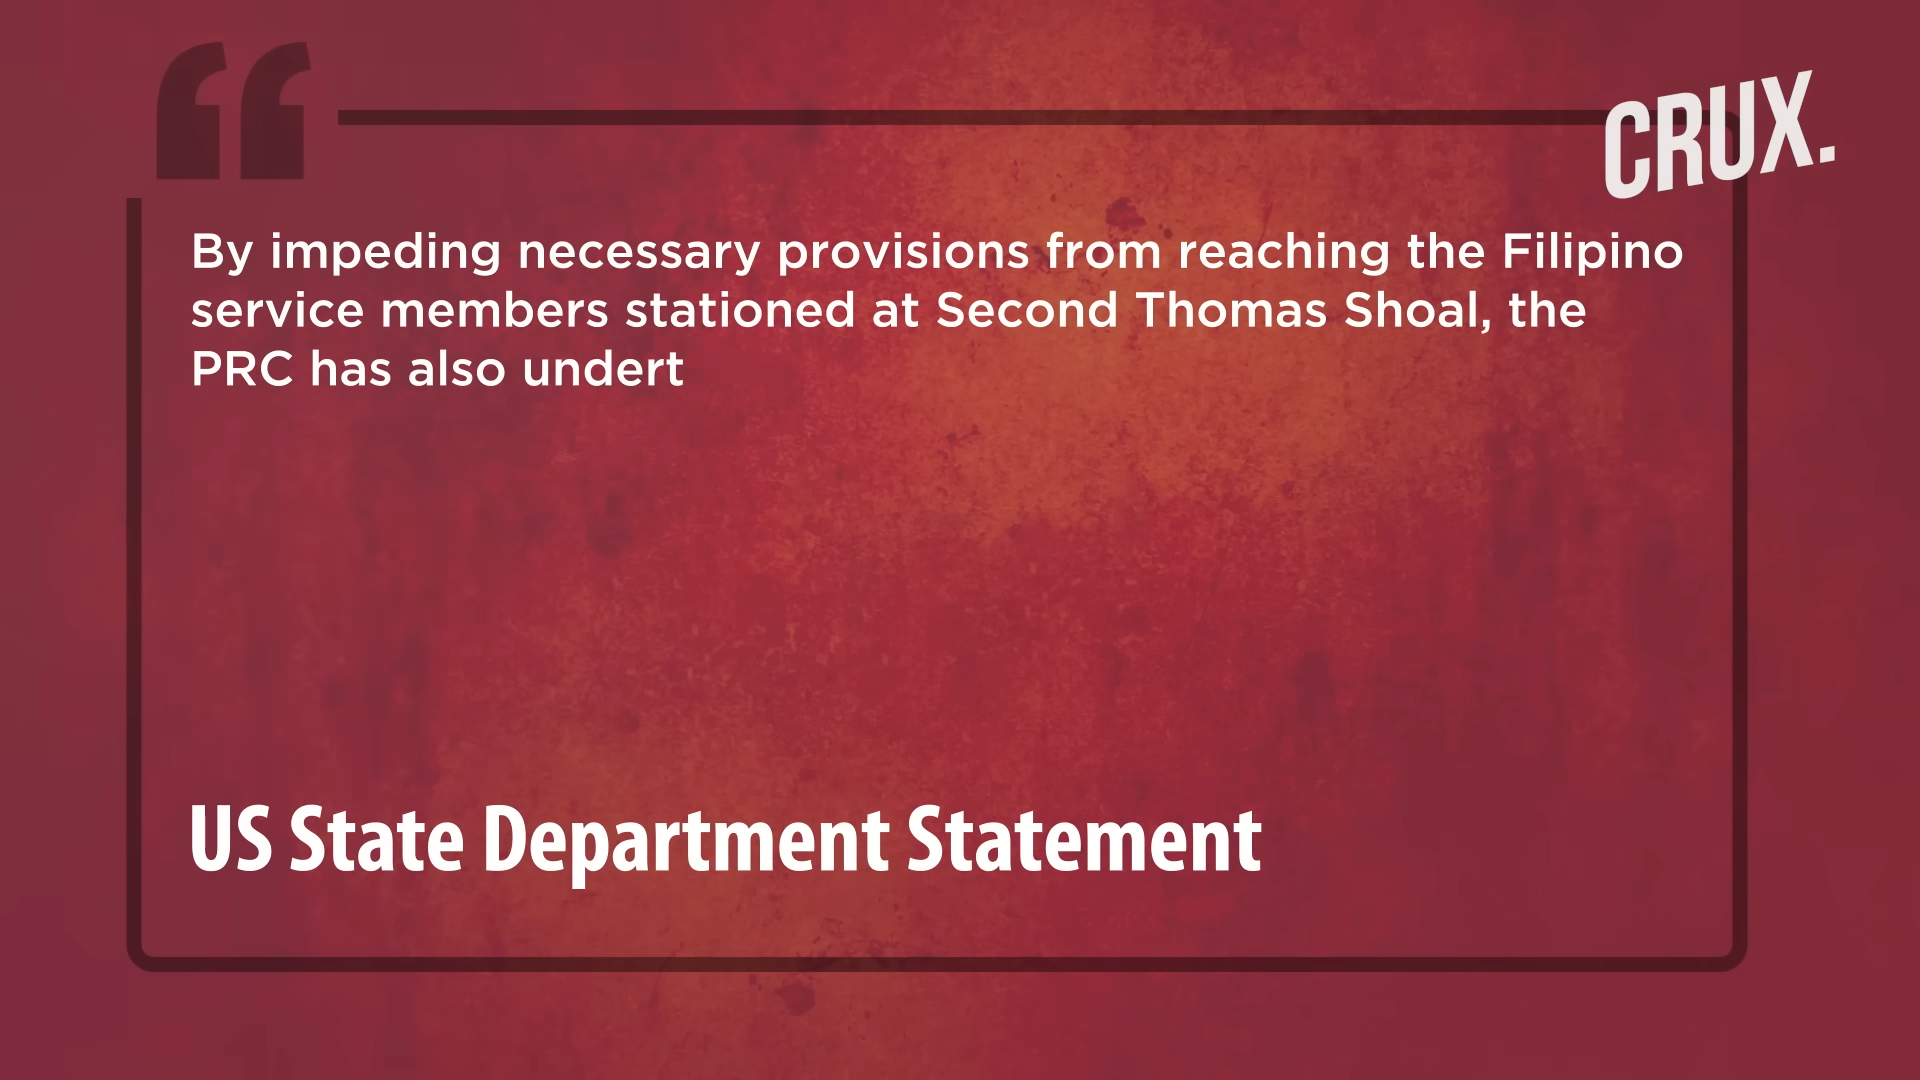 CRUX.
By impeding necessary provisions from reaching the Filipino
service members stationed at Second Thomas Shoal, the
PRC has also undert
US State Department Statement